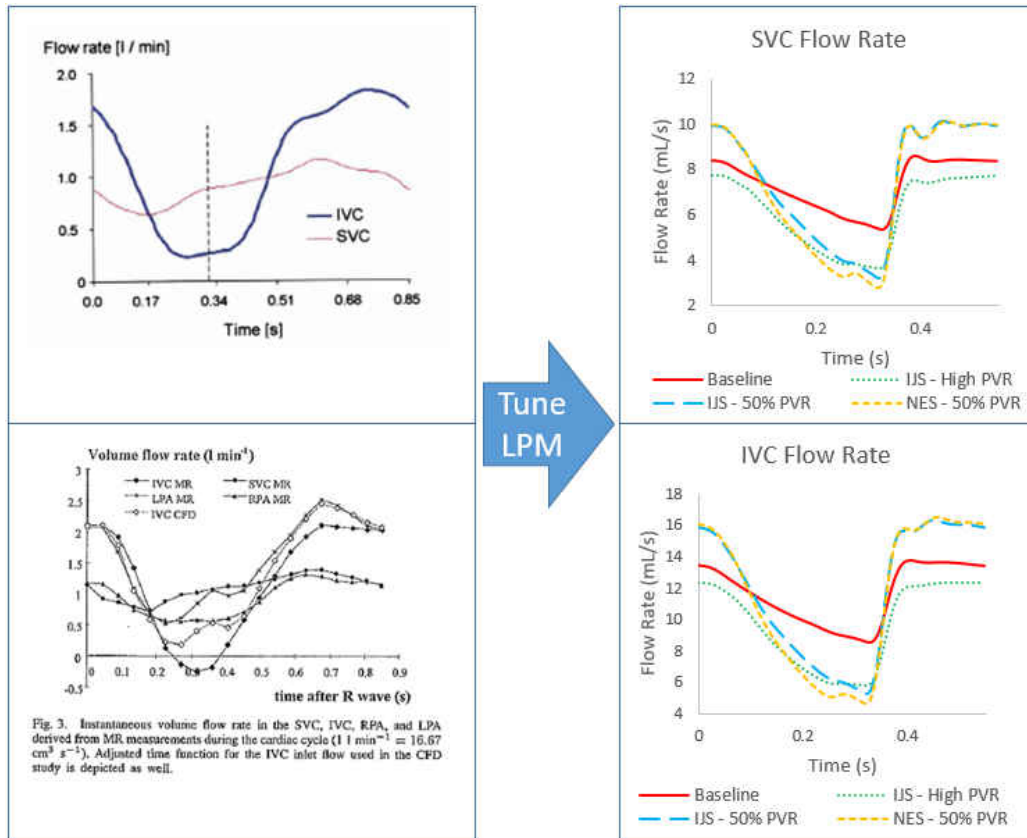 Flow rate [l / min]
2.0
1.5
1.0
0.5
0
IVC
SVC
0.0 0.17 0.34 0.51 0.68 0.85
Time [s]
Volume flow rate (l min⁻¹)
3
2.5
2
1.5
1
0.5
0
-0.5
IVC MR SVC MR
LPA MR RPA MR
IVC CFD
0 0.1 0.2 0.3 0.4 0.5 0.6 0.7 0.8 0.9
time after R wave (s)
Fig. 3. Instantaneous volume flow rate in the SVC, IVC, RPA, and LPA
derived from MR measurements during the cardiac cycle (1 l min⁻¹ = 16.67
cm³ s⁻¹). Adjusted time function for the IVC inlet flow used in the CFD
study is depicted as well.
Tune
LPM
SVC Flow Rate
Flow Rate (mL/s)
12
10
8
6
4
2
0 0.2 0.4
Time (s)
Baseline IJS - High PVR
IJS - 50% PVR NES - 50% PVR
IVC Flow Rate
Flow Rate (mL/s)
18
16
14
12
10
8
6
4
0 0.2 0.4
Time (s)
Baseline IJS - High PVR
IJS - 50% PVR NES - 50% PVR